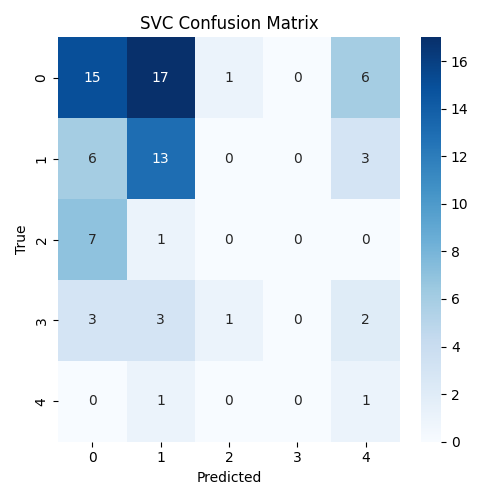 SVC Confusion Matrix
0 15 17 1 0 6
1 6 13 0 0 3
2 7 1 0 0 0
3 3 3 1 0 2
4 0 1 0 0 1
0 1 2 3 4
True
Predicted
16
14
12
10
8
6
4
2
0